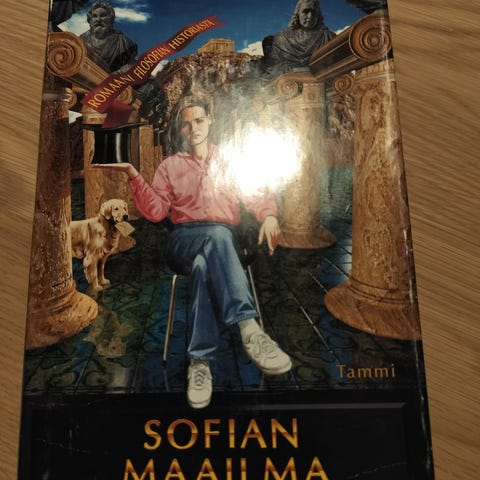 ROMAANI FILOSOFIAN HISTORIASTA
Tammi
SOFIAN
MAAILMA